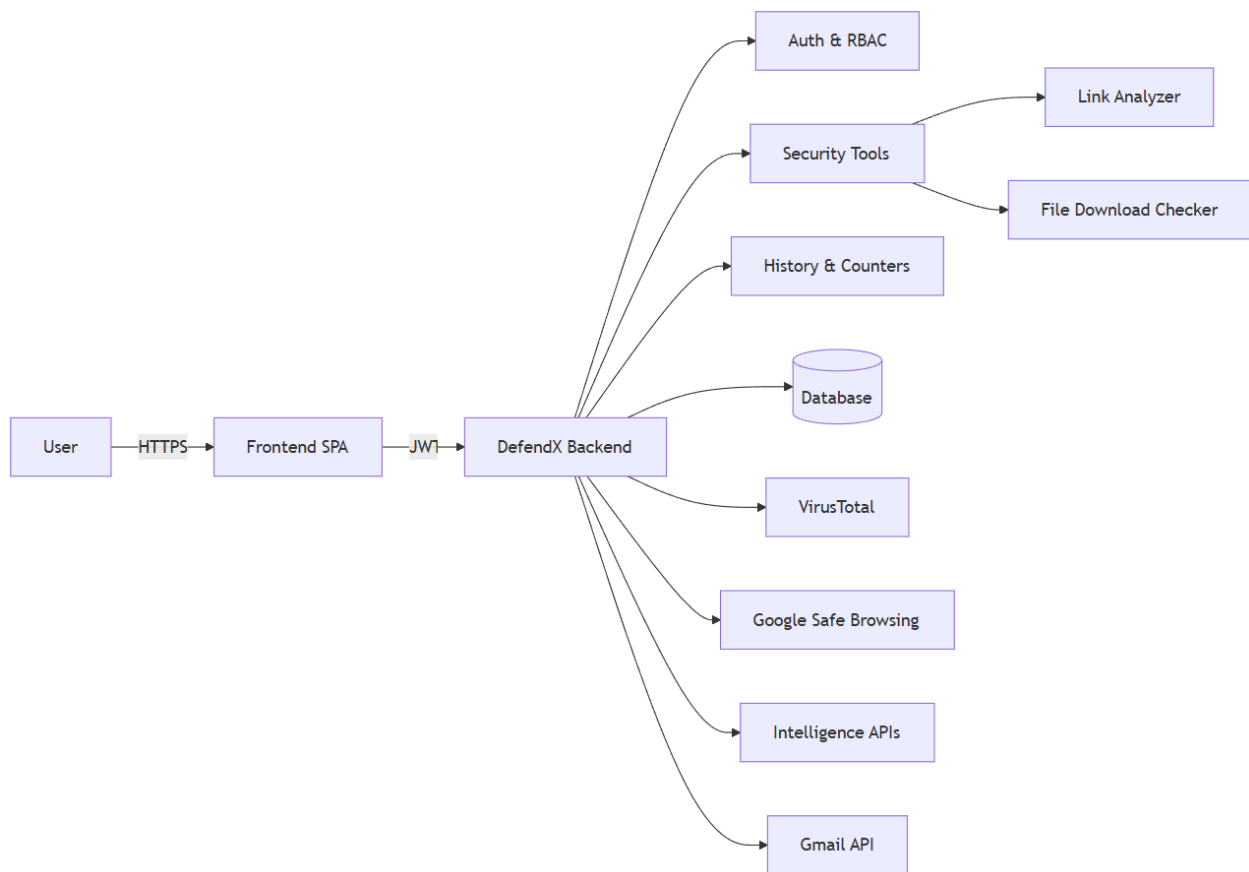 Auth & RBAC
Link Analyzer
Security Tools
File Download Checker
History & Counters
Database
User
HTTPS
Frontend SPA
JWT
DefendX Backend
VirusTotal
Google Safe Browsing
Intelligence APIs
Gmail API